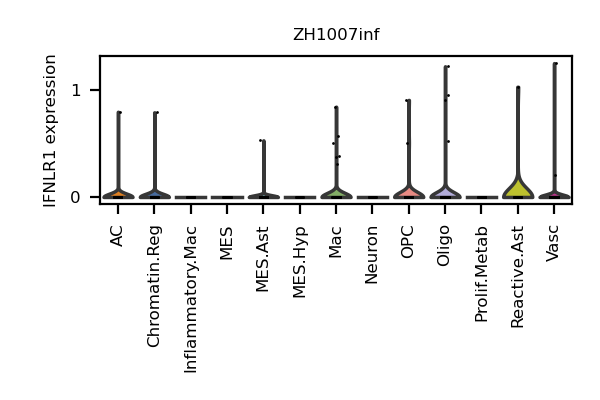 ZH1007inf
IFNLR1 expression
1
0
AC
Chromatin.Reg
Inflammatory.Mac
MES
MES.Ast
MES.Hyp
Mac
Neuron
OPC
Oligo
Prolif.Metab
Reactive.Ast
Vasc